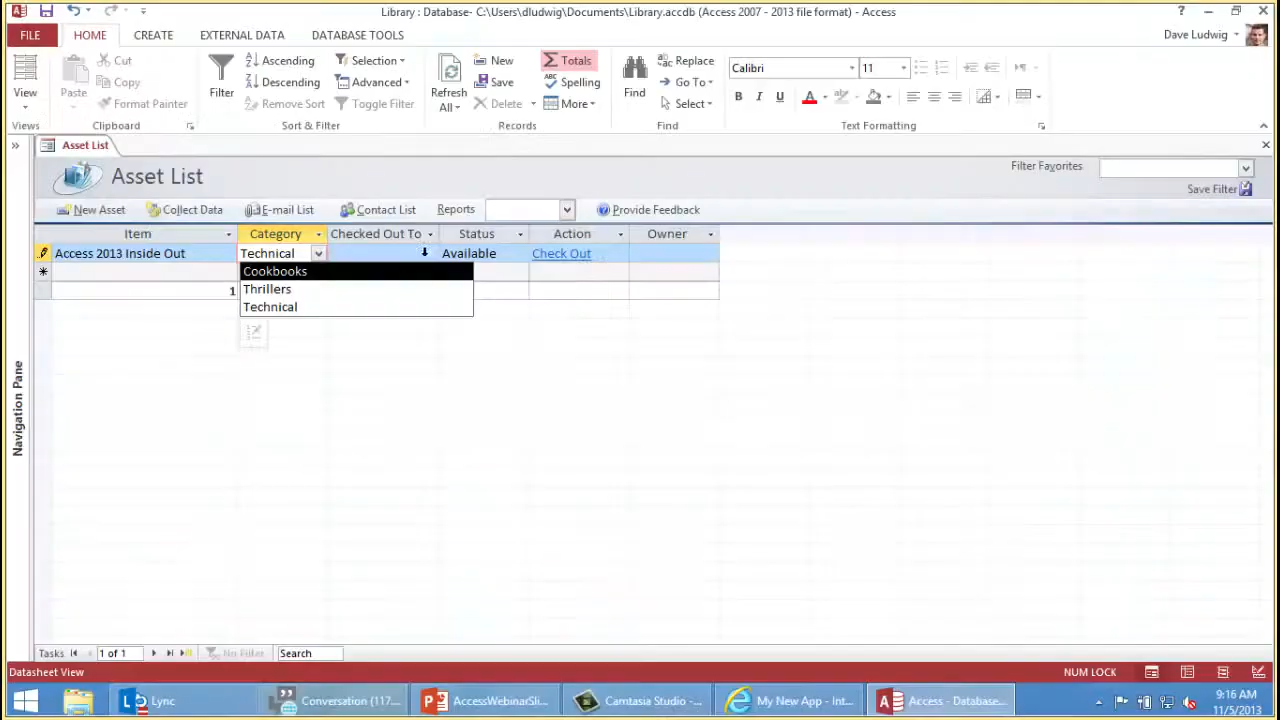 Library : Database- C:\Users\dludwig\Documents\Library.accdb (Access 2007 - 2013 file format) - Access
FILE HOME CREATE EXTERNAL DATA DATABASE TOOLS Dave Ludwig
View Paste Cut Copy Format Painter Filter Ascending Descending Remove Sort Selection Advanced Toggle Filter Refresh All New Save Delete Totals Spelling More Find Replace Go To Select Calibri 11 B I U A
Views Clipboard Sort & Filter Records Find Text Formatting
Asset List
Asset List Filter Favorites
Save Filter
New Asset Collect Data E-mail List Contact List Reports Provide Feedback
Item Category Checked Out To Status Action Owner
Access 2013 Inside Out Technical Available Check Out
Cookbooks
Thrillers
1
Technical
Navigation Pane
Tasks 1 of 1 No Filter Search
Datasheet View NUM LOCK
Lync Conversation (117... AccessWebinarSli... Camtasia Studio -... My New App - Int... Access - Database... 9:16 AM
11/5/2013